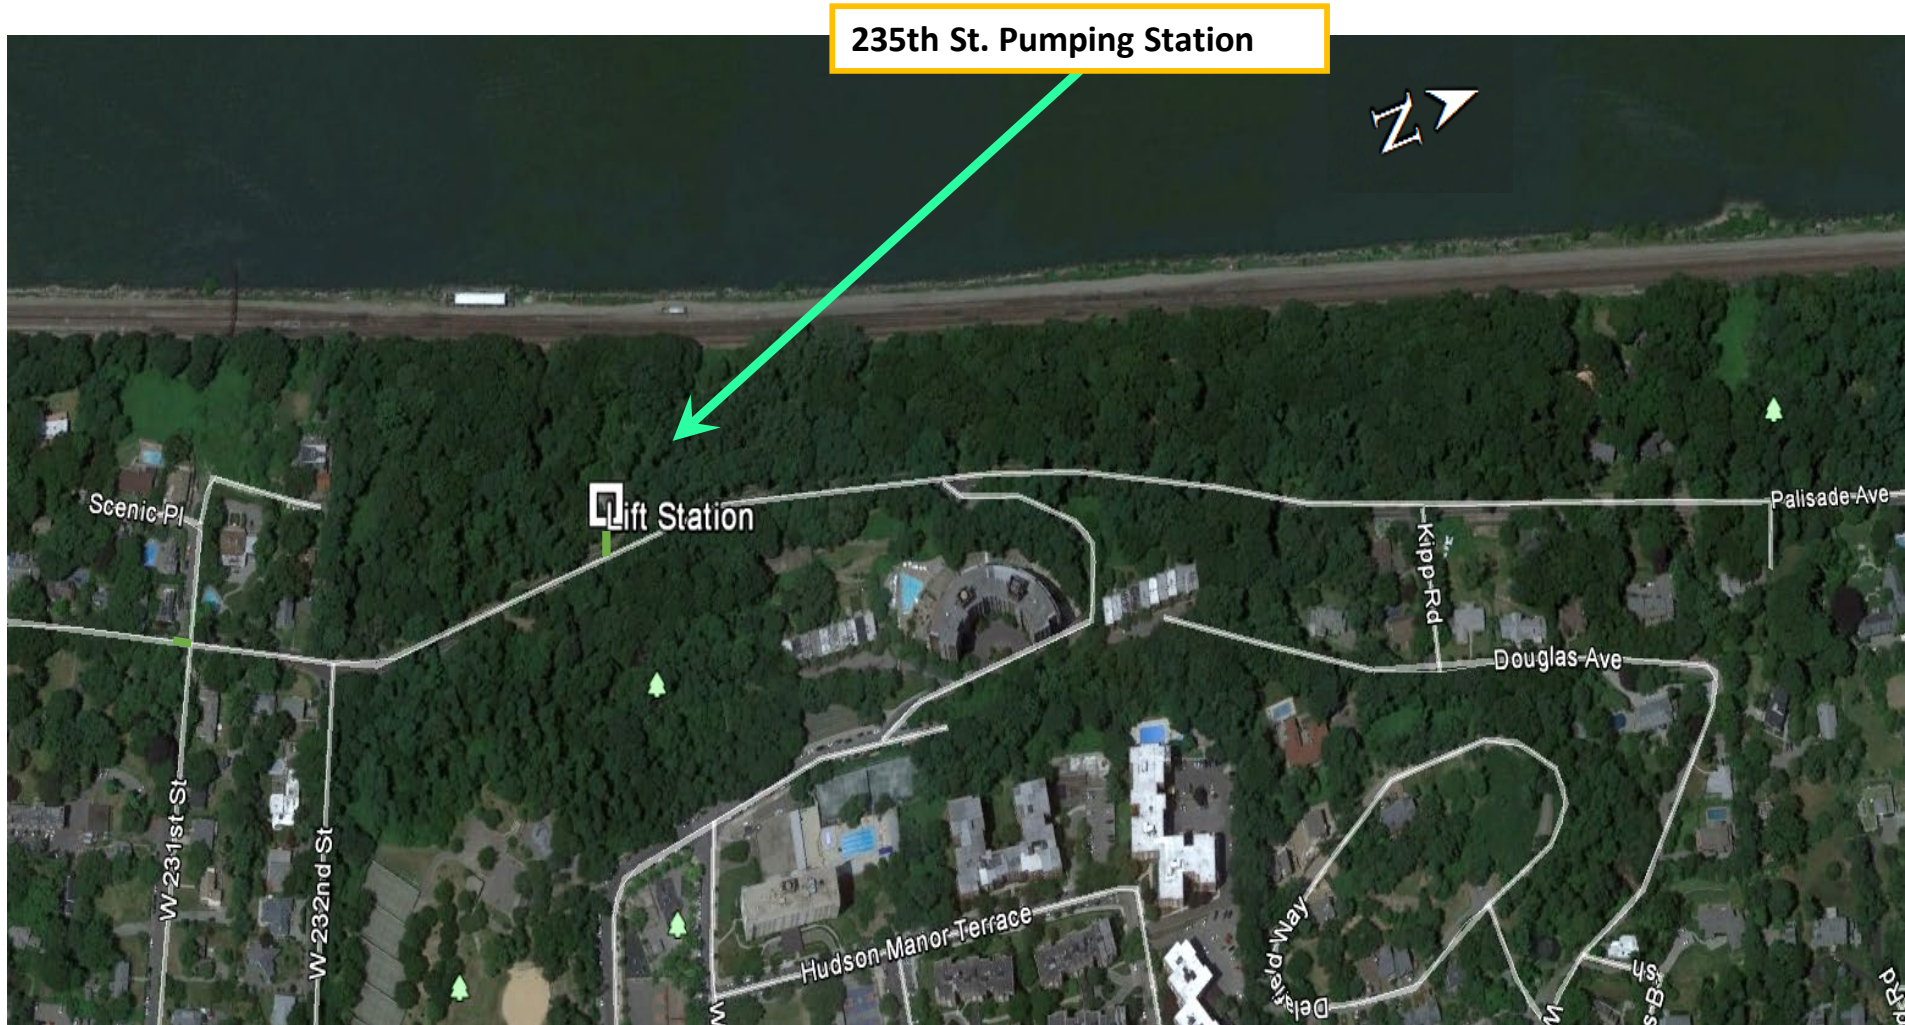 235th St. Pumping Station
N
Scenic Pl
Lift Station
Palisade Ave
Kipp Rd
Douglas Ave
W 231st St
W 232nd St
Hudson Manor Terrace
Delafield Way
W
W
Rd